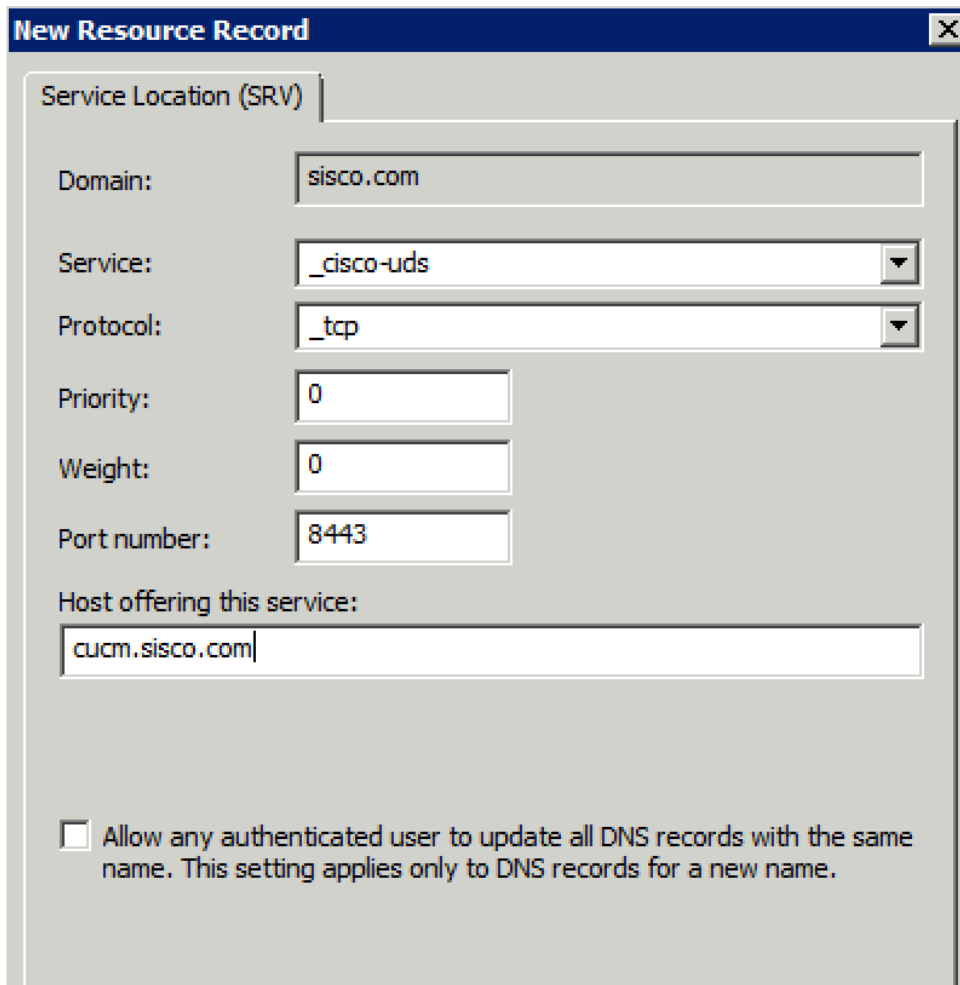 New Resource Record
Service Location (SRV)
Domain: sisco.com
Service: _cisco-uds
Protocol: _tcp
Priority: 0
Weight: 0
Port number: 8443
Host offering this service:
cucm.sisco.com
Allow any authenticated user to update all DNS records with the same
name. This setting applies only to DNS records for a new name.